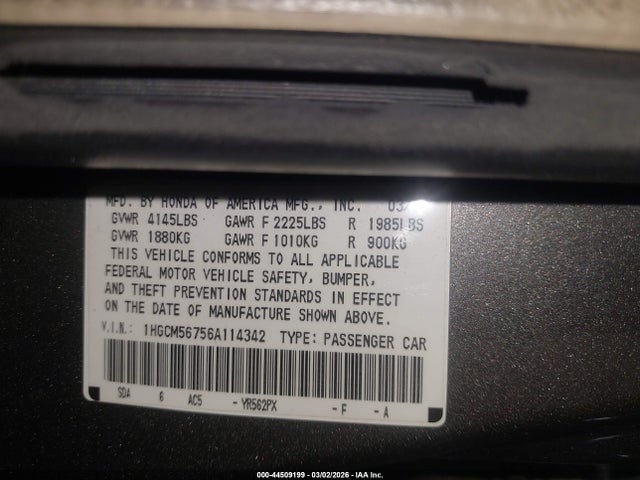 MFD. BY HONDA OF AMERICA MFG., INC. 03
GVWR 4145LBS GAWR F 2225LBS R 1985LBS
GVWR 1880KG GAWR F 1010KG R 900KG
THIS VEHICLE CONFORMS TO ALL APPLICABLE
FEDERAL MOTOR VEHICLE SAFETY, BUMPER,
AND THEFT PREVENTION STANDARDS IN EFFECT
ON THE DATE OF MANUFACTURE SHOWN ABOVE.
V.I.N.: 1HGCM56756A114342 TYPE: PASSENGER CAR
SDA 6 AC5 - YR562PX - F - A
000-44509199 - 03/02/2026 - IAA Inc.